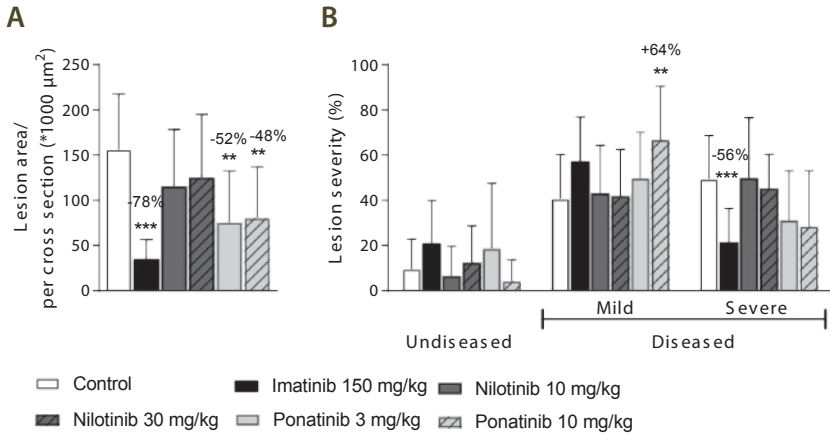 A
Lesion area/
per cross section (*1000 µm²)
250
200
150
100
50
0
-78%
***
-52%
**
-48%
**
B
Lesion severity (%)
100
80
60
40
20
0
+64%
**
-56%
***
Mild
Severe
Undiseased
Diseased
Control
Imatinib 150 mg/kg
Nilotinib 10 mg/kg
Nilotinib 30 mg/kg
Ponatinib 3 mg/kg
Ponatinib 10 mg/kg